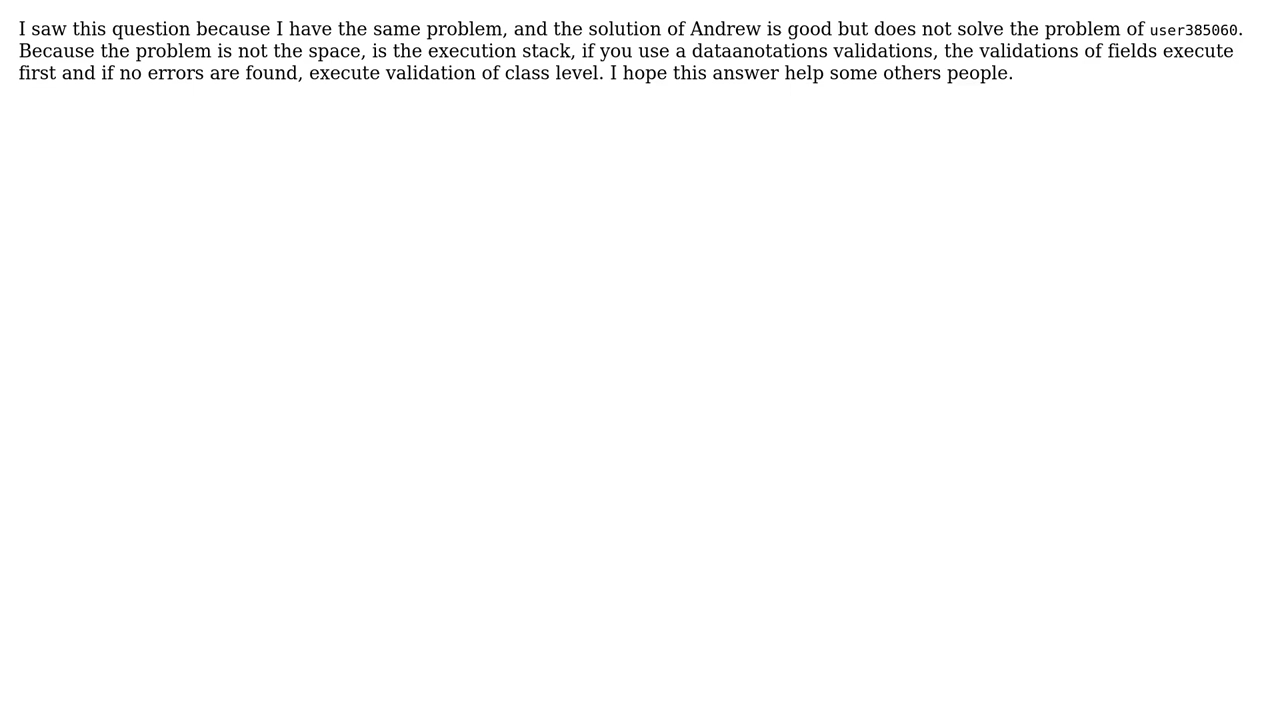 I saw this question because I have the same problem, and the solution of Andrew is good but does not solve the problem of user385060.
Because the problem is not the space, is the execution stack, if you use a dataanotations validations, the validations of fields execute
first and if no errors are found, execute validation of class level. I hope this answer help some others people.